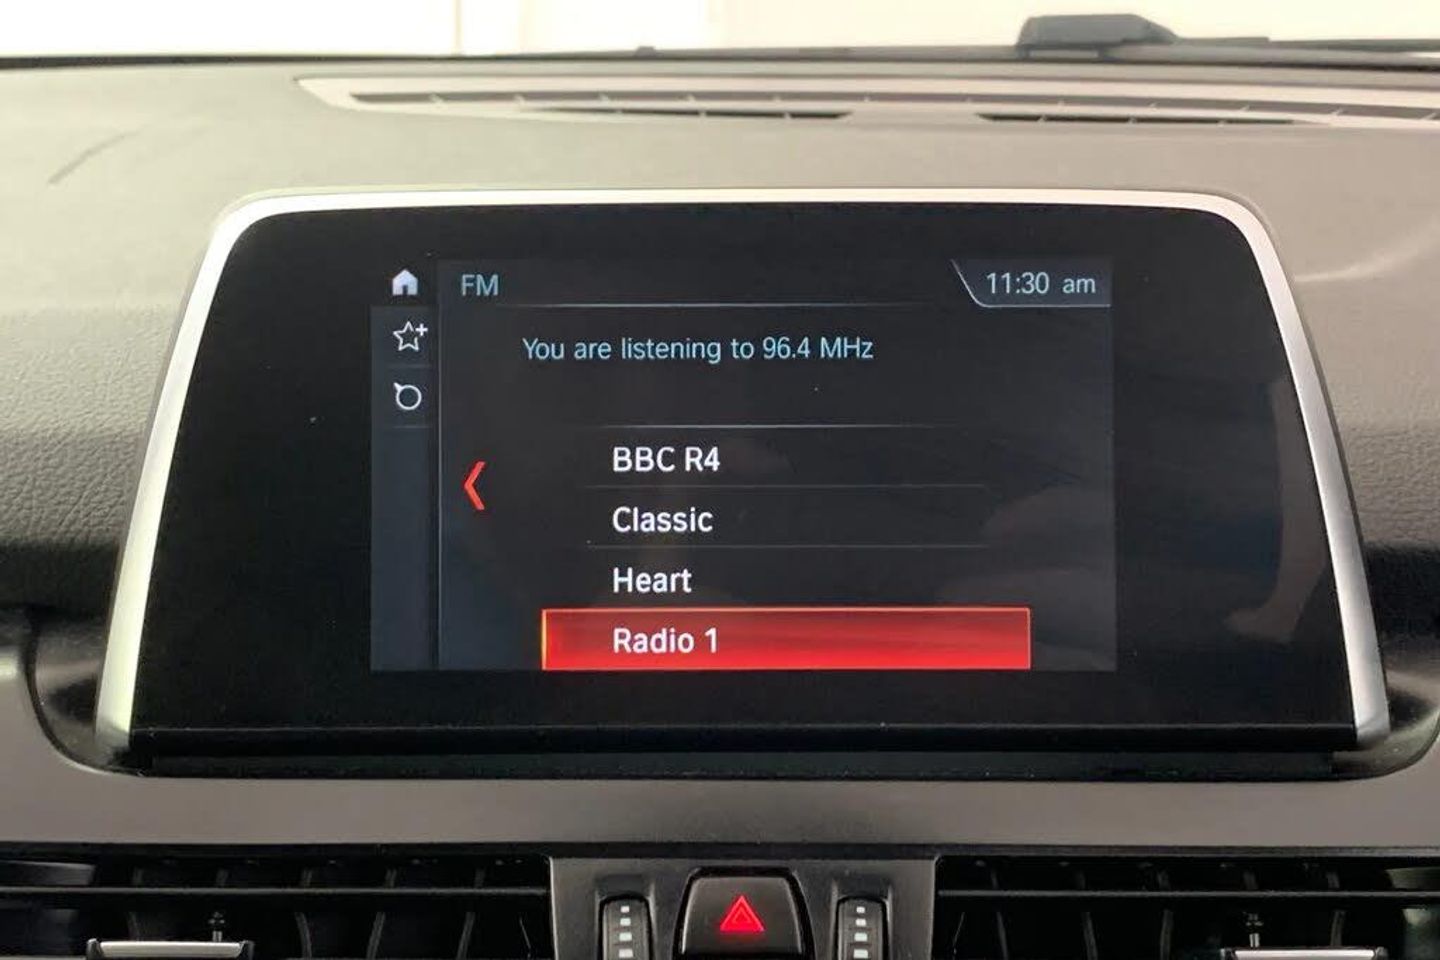 FM
11:30 am
You are listening to 96.4 MHz
BBC R4
Classic
Heart
Radio 1